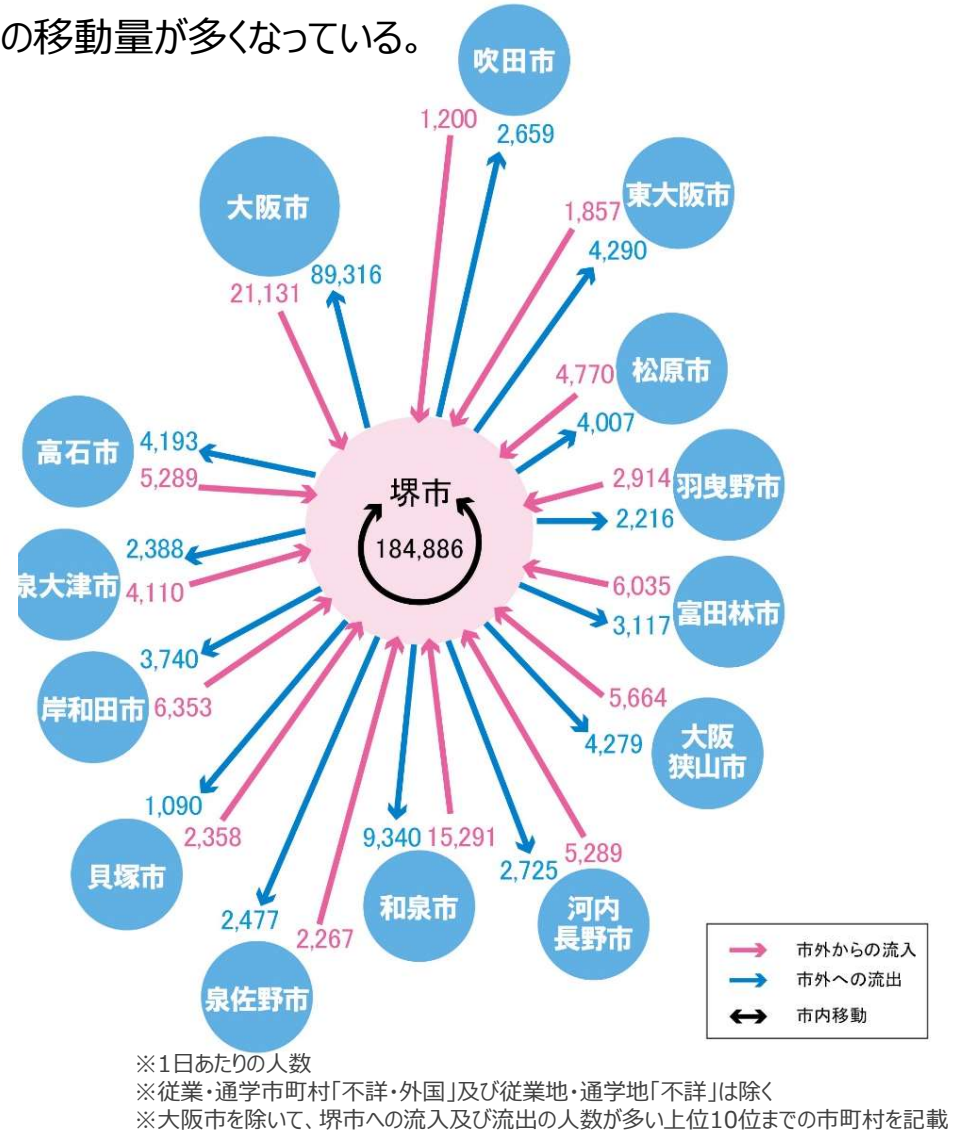 の移動量が多くなっている。
吹田市
1,200
2,659
大阪市
89,316
21,131
東大阪市
1,857
4,290
松原市
4,770
4,007
高石市
4,193
5,289
堺市
184,886
羽曳野市
2,914
2,216
泉大津市
2,388
4,110
富田林市
6,035
3,117
岸和田市
3,740
6,353
大阪
狭山市
5,664
4,279
貝塚市
1,090
2,358
泉佐野市
2,477
2,267
和泉市
9,340
15,291
河内
長野市
2,725
5,289
市外からの流入
市外への流出
市内移動
※1日あたりの人数
※従業・通学市町村「不詳・外国」及び従業地・通学地「不詳」は除く
※大阪市を除いて、堺市への流入及び流出の人数が多い上位10位までの市町村を記載